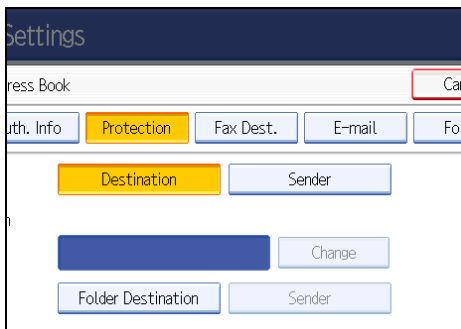 Settings
ress Book Ca
uth. Info Protection Fax Dest. E-mail Fo
Destination Sender
n
Change
Folder Destination Sender